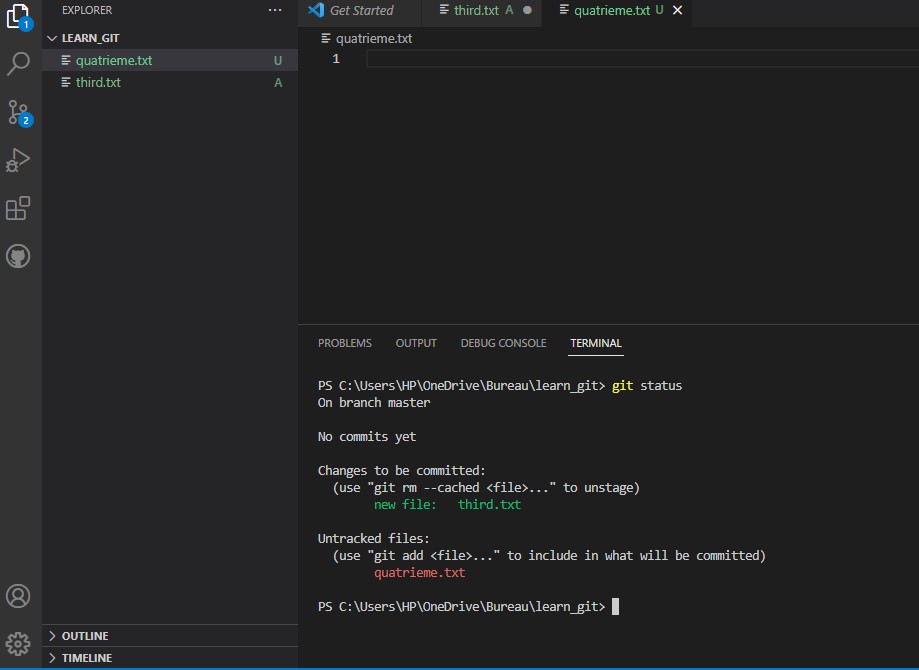 EXPLORER
LEARN_GIT
quatrieme.txt U
third.txt A
1
2
Get Started
third.txt A
quatrieme.txt U
quatrieme.txt
1
PROBLEMS OUTPUT DEBUG CONSOLE TERMINAL
PS C:\Users\HP\OneDrive\Bureau\learn_git> git status
On branch master
No commits yet
Changes to be committed:
(use "git rm --cached <file>..." to unstage)
new file: third.txt
Untracked files:
(use "git add <file>..." to include in what will be committed)
quatrieme.txt
PS C:\Users\HP\OneDrive\Bureau\learn_git>
OUTLINE
TIMELINE